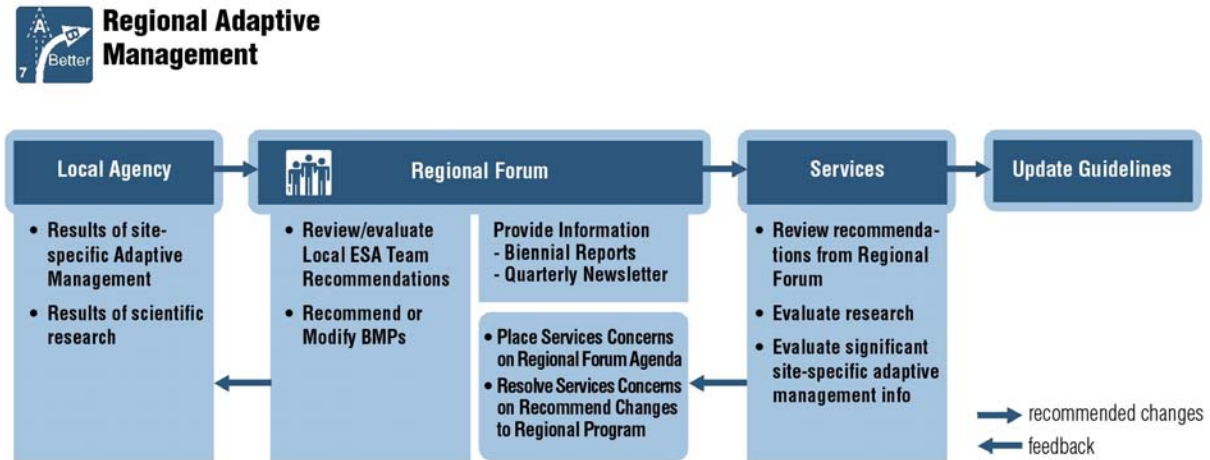 A
B
Better
7
Regional Adaptive
Management
Local Agency
Regional Forum
Services
Update Guidelines
• Results of site-
specific Adaptive
Management
• Results of scientific
research
• Review/evaluate
Local ESA Team
Recommendations
• Recommend or
Modify BMPs
Provide Information
- Biennial Reports
- Quarterly Newsletter
• Place Services Concerns
on Regional Forum Agenda
• Resolve Services Concerns
on Recommend Changes
to Regional Program
• Review recommenda-
tions from Regional
Forum
• Evaluate research
• Evaluate significant
site-specific adaptive
management info
recommended changes
feedback